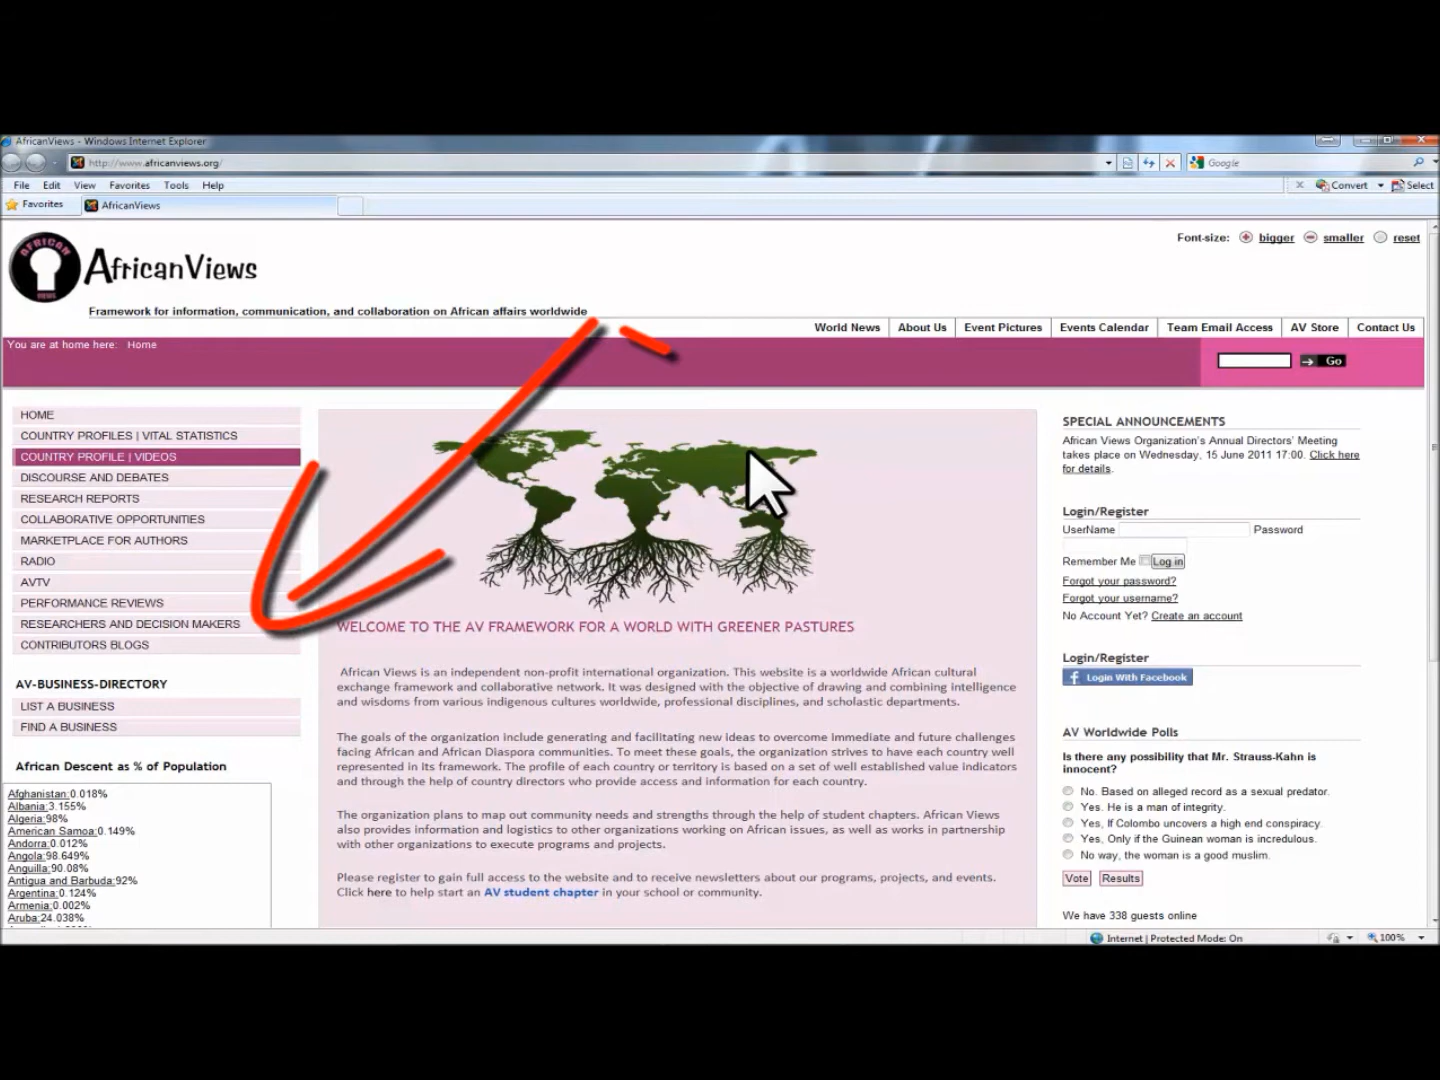 AfricanViews - Windows Internet Explorer
http://www.africanviews.org/
Google
File Edit View Favorites Tools Help
Convert Select
Favorites AfricanViews
Font-size: bigger smaller reset
AFRICAN
VIEWS
AfricanViews
Framework for information, communication, and collaboration on African affairs worldwide
World News About Us Event Pictures Events Calendar Team Email Access AV Store Contact Us
You are at home here: Home
Go
HOME
COUNTRY PROFILES | VITAL STATISTICS
COUNTRY PROFILE | VIDEOS
DISCOURSE AND DEBATES
RESEARCH REPORTS
COLLABORATIVE OPPORTUNITIES
MARKETPLACE FOR AUTHORS
RADIO
AVTV
PERFORMANCE REVIEWS
RESEARCHERS AND DECISION MAKERS
CONTRIBUTORS BLOGS
AV-BUSINESS-DIRECTORY
LIST A BUSINESS
FIND A BUSINESS
African Descent as % of Population
Afghanistan:0.018%
Albania:3.155%
Algeria:98%
American Samoa:0.149%
Andorra:0.012%
Angola:98.649%
Anguilla:90.08%
Antigua and Barbuda:92%
Argentina:0.124%
Armenia:0.002%
Aruba:24.038%
WELCOME TO THE AV FRAMEWORK FOR A WORLD WITH GREENER PASTURES
African Views is an independent non-profit international organization. This website is a worldwide African cultural
exchange framework and collaborative network. It was designed with the objective of drawing and combining intelligence
and wisdoms from various indigenous cultures worldwide, professional disciplines, and scholastic departments.
The goals of the organization include generating and facilitating new ideas to overcome immediate and future challenges
facing African and African Diaspora communities. To meet these goals, the organization strives to have each country well
represented in its framework. The profile of each country or territory is based on a set of well established value indicators
and through the help of country directors who provide access and information for each country.
The organization plans to map out community needs and strengths through the help of student chapters. African Views
also provides information and logistics to other organizations working on African issues, as well as works in partnership
with other organizations to execute programs and projects.
Please register to gain full access to the website and to receive newsletters about our programs, projects, and events.
Click here to help start an AV student chapter in your school or community.
SPECIAL ANNOUNCEMENTS
African Views Organization's Annual Directors' Meeting
takes place on Wednesday, 15 June 2011 17:00. Click here
for details.
Login/Register
UserName Password
Remember Me Log in
Forgot your password?
Forgot your username?
No Account Yet? Create an account
Login/Register
f Login With Facebook
AV Worldwide Polls
Is there any possibility that Mr. Strauss-Kahn is
innocent?
No. Based on alleged record as a sexual predator.
Yes. He is a man of integrity.
Yes, If Colombo uncovers a high end conspiracy.
Yes, Only if the Guinean woman is incredulous.
No way, the woman is a good muslim.
Vote Results
We have 338 guests online
Internet | Protected Mode: On 100%